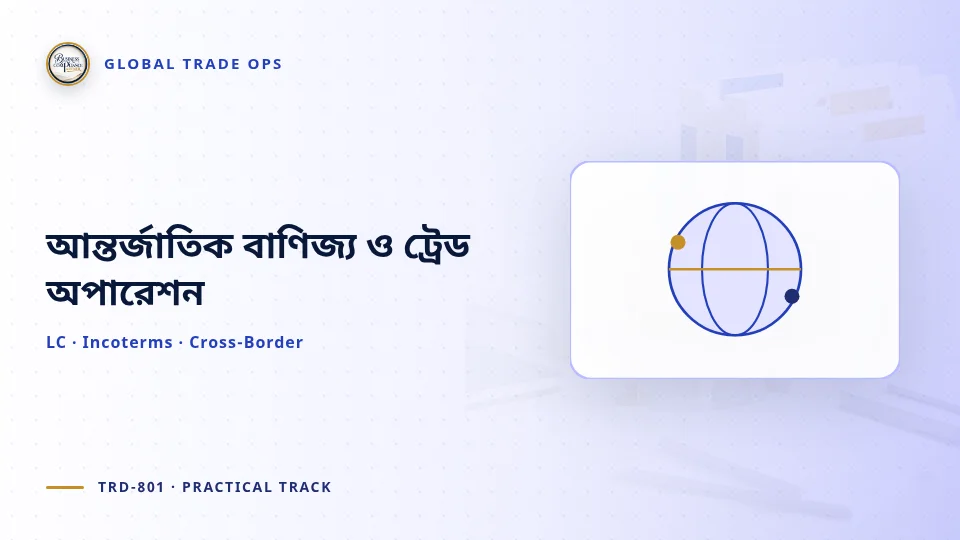 GLOBAL TRADE OPS
আন্তর্জাতিক বাণিজ্য ও ট্রেড
অপারেশন
LC · Incoterms · Cross-Border
TRD-801 · PRACTICAL TRACK